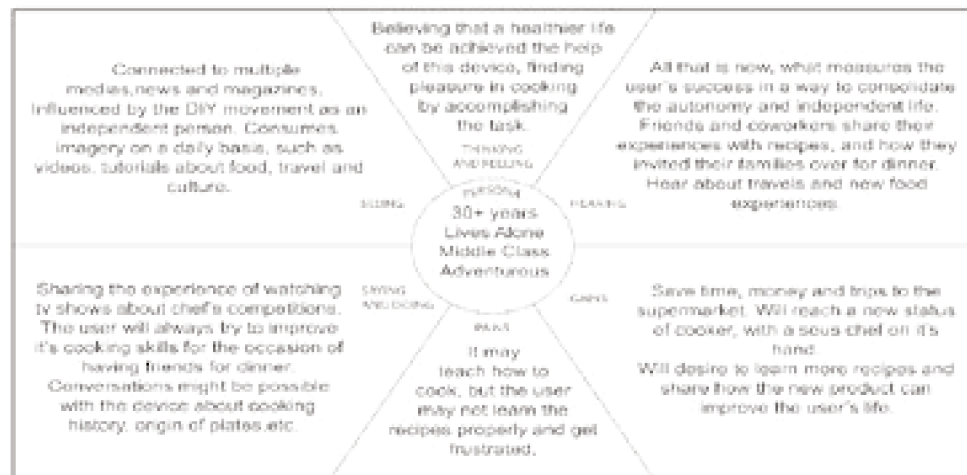 Believing that a healthier life
can be achieved the help
of this device, finding
pleasure in cooking
by accomplishing
the task.
THINKING
AND FEELING
Connected to multiple
medias,news and magazines.
Influenced by the DIY movement as an
independent person. Consumes
imagery on a daily basis, such as
videos, tutorials about food, travel and
culture.
SEEING
All that is new, what measures the
user's success in a way to consolidate
the autonomy and independent life.
Friends and coworkers share their
experiences with recipes, and how they
invited their families over for dinner.
Hear about travels and new food
experiences.
HEARING
PERSONA
30+ years
Lives Alone
Middle Class
Adventurous
Sharing the experience of watching
tv shows about chef's competitions.
The user will always try to improve
it's cooking skills for the occasion of
having friends for dinner.
Conversations might be possible
with the device about cooking
history, origin of plates,etc.
SAYING
AND DOING
PAINS
It may
teach how to
cook, but the user
may not learn the
recipes properly and get
frustrated.
GAINS
Save time, money and trips to the
supermarket. Will reach a new status
of cooker, with a sous-chef on it's
hand.
Will desire to learn more recipes and
share how the new product can
improve the user's life.